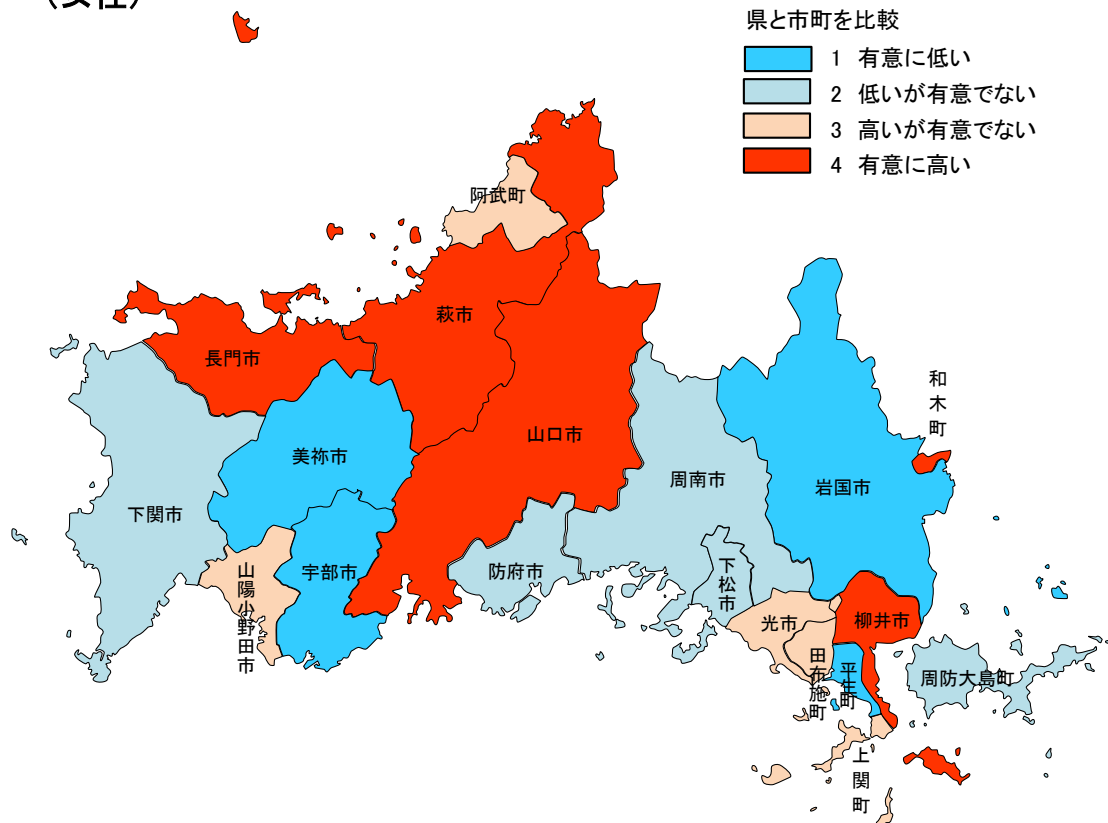 （女性）
県と市町を比較
1 有意に低い
2 低いが有意でない
3 高いが有意でない
4 有意に高い
阿武町
萩市
長門市
和木町
山口市
美祢市
周南市
岩国市
下関市
山陽小野田市
宇部市
防府市
下松市
光市
柳井市
田布施町
平生町
周防大島町
上関町